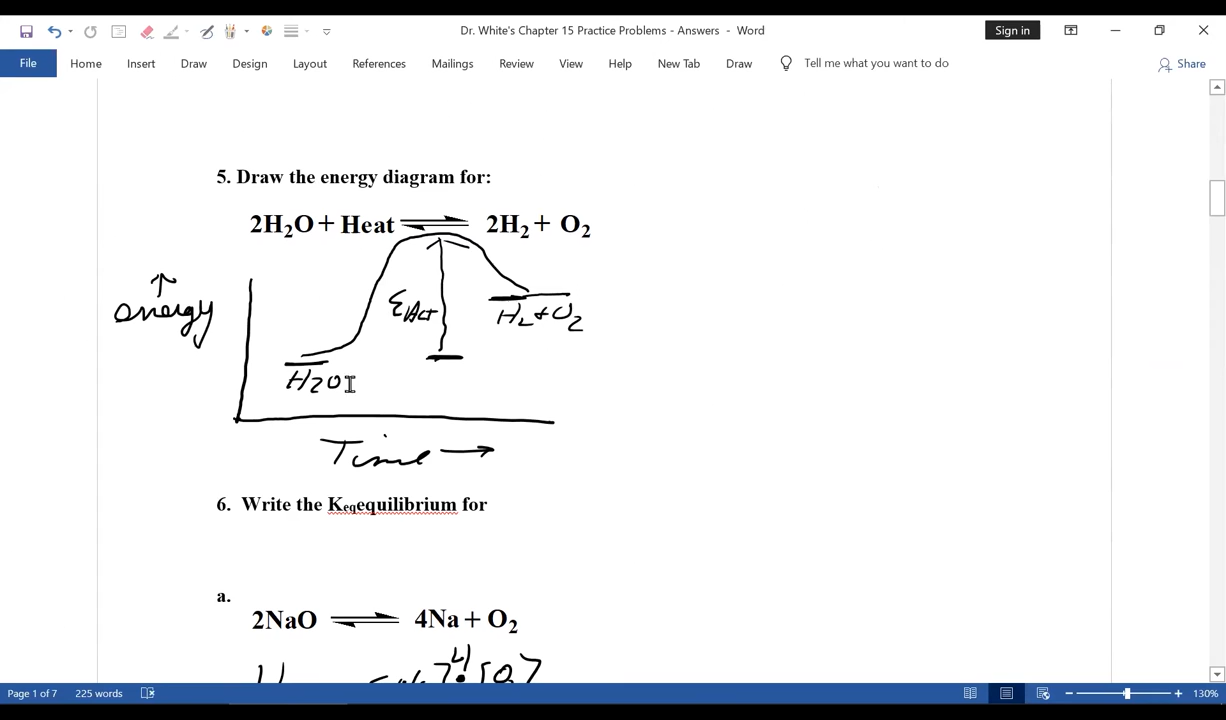 Dr. White's Chapter 15 Practice Problems - Answers - Word
Sign in
File Home Insert Draw Design Layout References Mailings Review View Help New Tab Draw Tell me what you want to do Share
5. Draw the energy diagram for:
2H₂O + Heat ⇌ 2H₂ + O₂
↑
energy
EAct
H₂ + O₂
H₂O
Time →
6. Write the Keqequilibrium for
a.
2NaO ⇌ 4Na + O₂
Page 1 of 7 225 words 130%